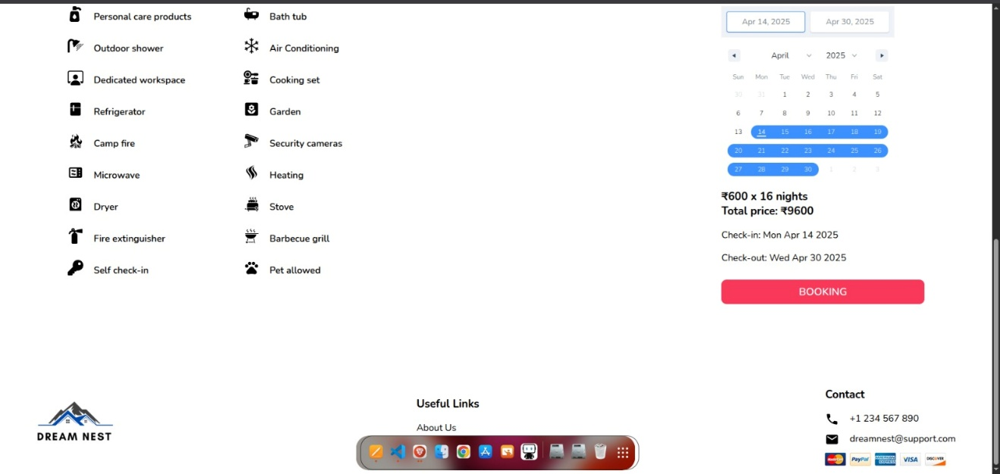 Personal care products
Bath tub
Outdoor shower
Air Conditioning
Dedicated workspace
Cooking set
Refrigerator
Garden
Camp fire
Security cameras
Microwave
Heating
Dryer
Stove
Fire extinguisher
Barbecue grill
Self check-in
Pet allowed
Apr 14, 2025 Apr 30, 2025
April 2025
Sun Mon Tue Wed Thu Fri Sat
30 31 1 2 3 4 5
6 7 8 9 10 11 12
13 14 15 16 17 18 19
20 21 22 23 24 25 26
27 28 29 30 1 2 3
₹600 x 16 nights
Total price: ₹9600
Check-in: Mon Apr 14 2025
Check-out: Wed Apr 30 2025
BOOKING
DREAM NEST
Useful Links
About Us
Contact
+1 234 567 890
dreamnest@support.com
MasterCard PayPal AMERICAN EXPRESS VISA DISCOVER